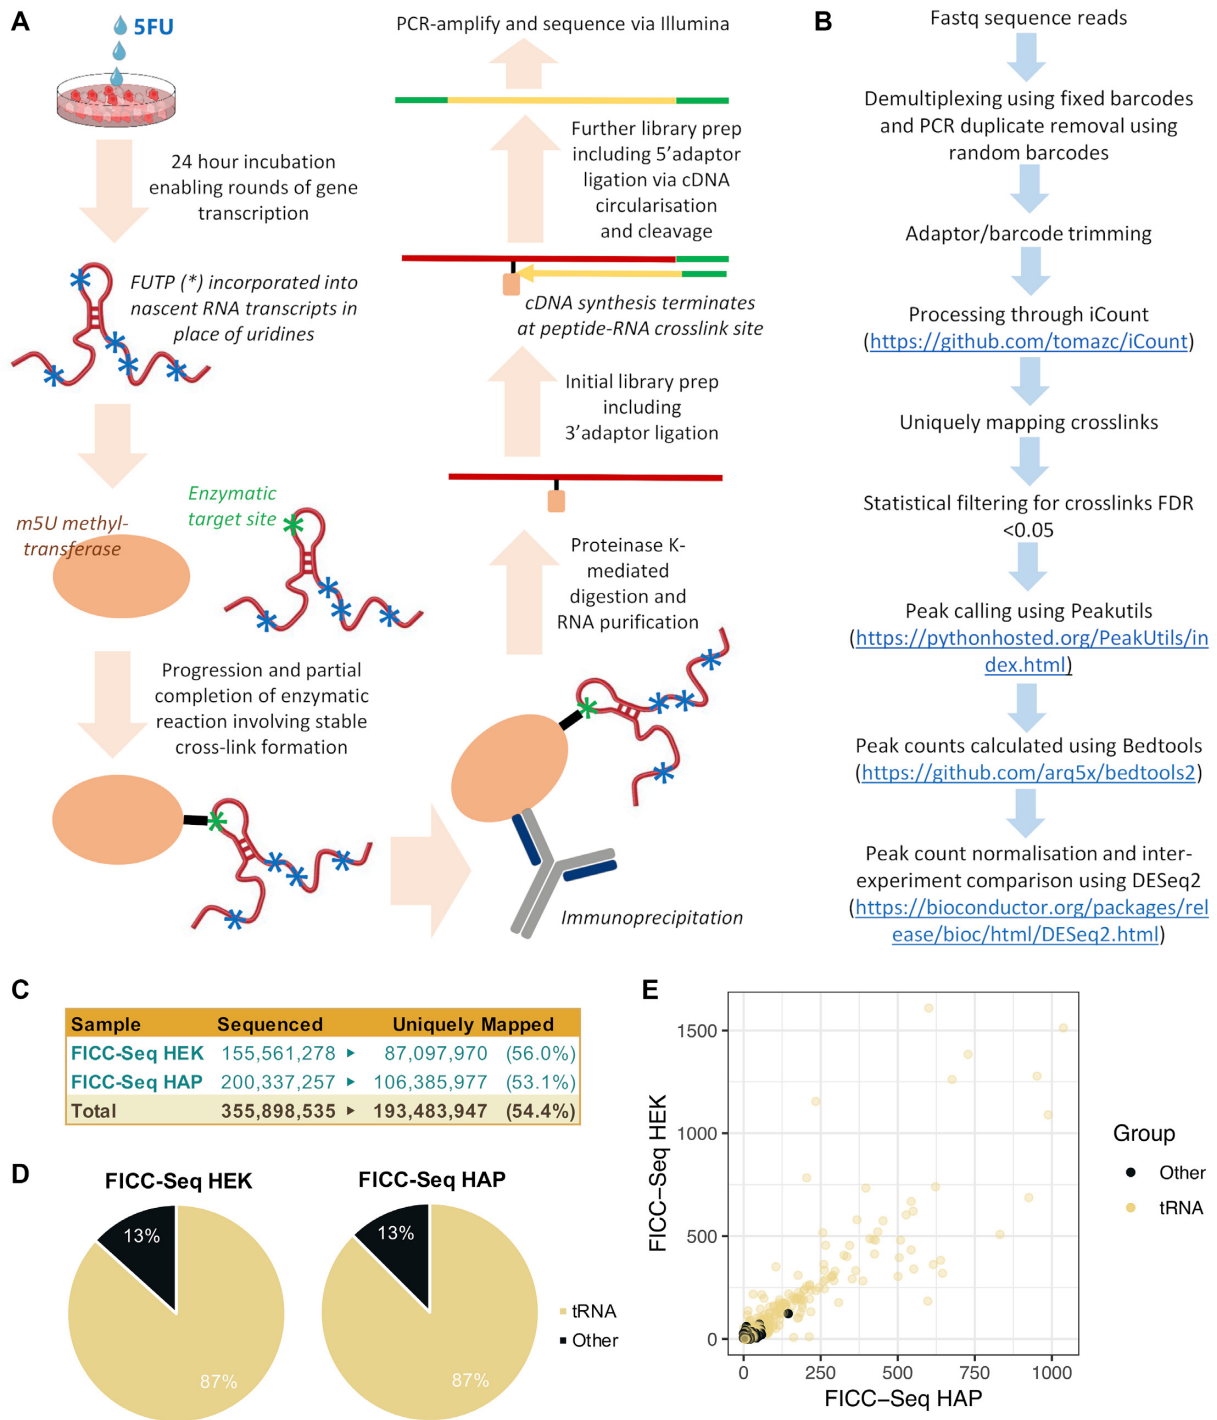 A
5FU
24 hour incubation
enabling rounds of gene
transcription
FUTP (*) incorporated into
nascent RNA transcripts in
place of uridines
m5U methyl-
transferase
Enzymatic
target site
Progression and partial
completion of enzymatic
reaction involving stable
cross-link formation
Immunoprecipitation
Proteinase K-
mediated
digestion and
RNA purification
Initial library prep
including
3'adaptor ligation
cDNA synthesis terminates
at peptide-RNA crosslink site
Further library prep
including 5'adaptor
ligation via cDNA
circularisation
and cleavage
PCR-amplify and sequence via Illumina
B
Fastq sequence reads
Demultiplexing using fixed barcodes
and PCR duplicate removal using
random barcodes
Adaptor/barcode trimming
Processing through iCount
(https://github.com/tomazc/iCount)
Uniquely mapping crosslinks
Statistical filtering for crosslinks FDR
<0.05
Peak calling using Peakutils
(https://pythonhosted.org/PeakUtils/in
dex.html)
Peak counts calculated using Bedtools
(https://github.com/arq5x/bedtools2)
Peak count normalisation and inter-
experiment comparison using DESeq2
(https://bioconductor.org/packages/rel
ease/bioc/html/DESeq2.html)
C
Sample Sequenced Uniquely Mapped
FICC-Seq HEK 155,561,278 ▸ 87,097,970 (56.0%)
FICC-Seq HAP 200,337,257 ▸ 106,385,977 (53.1%)
Total 355,898,535 ▸ 193,483,947 (54.4%)
D
FICC-Seq HEK
13%
87%
FICC-Seq HAP
13%
87%
tRNA
Other
E
FICC−Seq HEK
1500
1000
500
0
0 250 500 750 1000
FICC−Seq HAP
Group
Other
tRNA